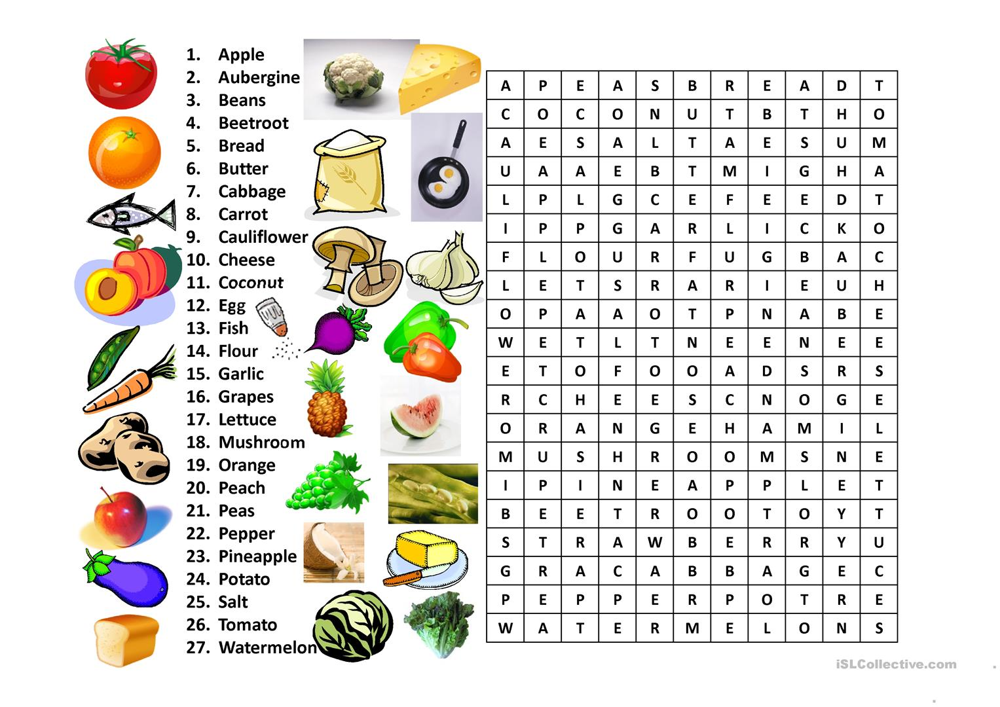 1. Apple
2. Aubergine
3. Beans
4. Beetroot
5. Bread
6. Butter
7. Cabbage
8. Carrot
9. Cauliflower
10. Cheese
11. Coconut
12. Egg
13. Fish
14. Flour
15. Garlic
16. Grapes
17. Lettuce
18. Mushroom
19. Orange
20. Peach
21. Peas
22. Pepper
23. Pineapple
24. Potato
25. Salt
26. Tomato
27. Watermelon
A P E A S B R E A D T
C O C O N U T B T H O
A E S A L T A E S U M
U A A E B T M I G H A
L P L G C E F E E D T
I P P G A R L I C K O
F L O U R F U G B A C
L E T S R A R I E U H
O P A A O T P N A B E
W E T L T N E E N E E
E T O F O O A D S R S
R C H E E S C N O G E
O R A N G E H A M I L
M U S H R O O M S N E
I P I N E A P P L E T
B E E T R O O T O Y T
S T R A W B E R R Y U
G R A C A B B A G E C
P E P P E R P O T R E
W A T E R M E L O N S
iSLCollective.com